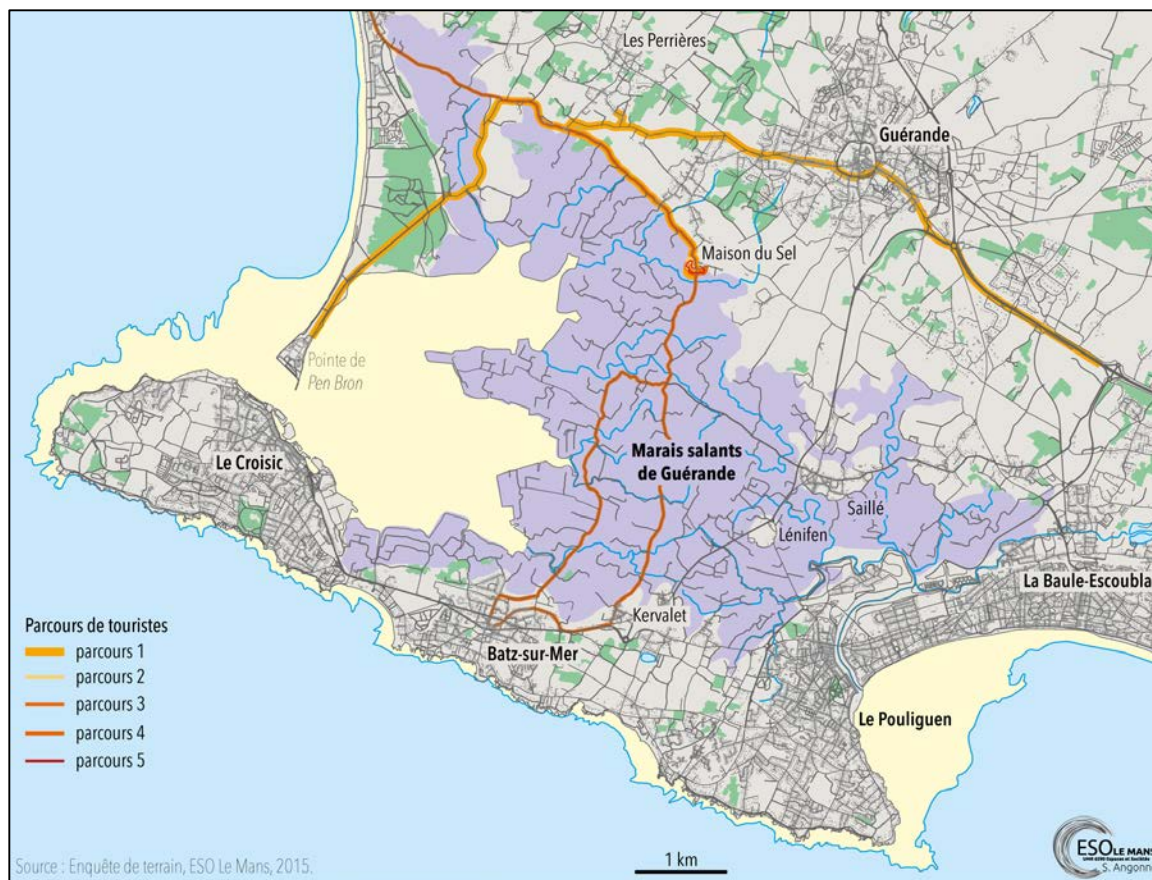 Les Perrières
Guérande
Maison du Sel
Pointe de
Pen Bron
Le Croisic
Marais salants
de Guérande
Saillé
Lénifen
La Baule-Escoubla
Kervalet
Batz-sur-Mer
Le Pouliguen
Parcours de touristes
parcours 1
parcours 2
parcours 3
parcours 4
parcours 5
Source : Enquête de terrain, ESO Le Mans, 2015.
1 km
ESO LE MANS
S. Angonn